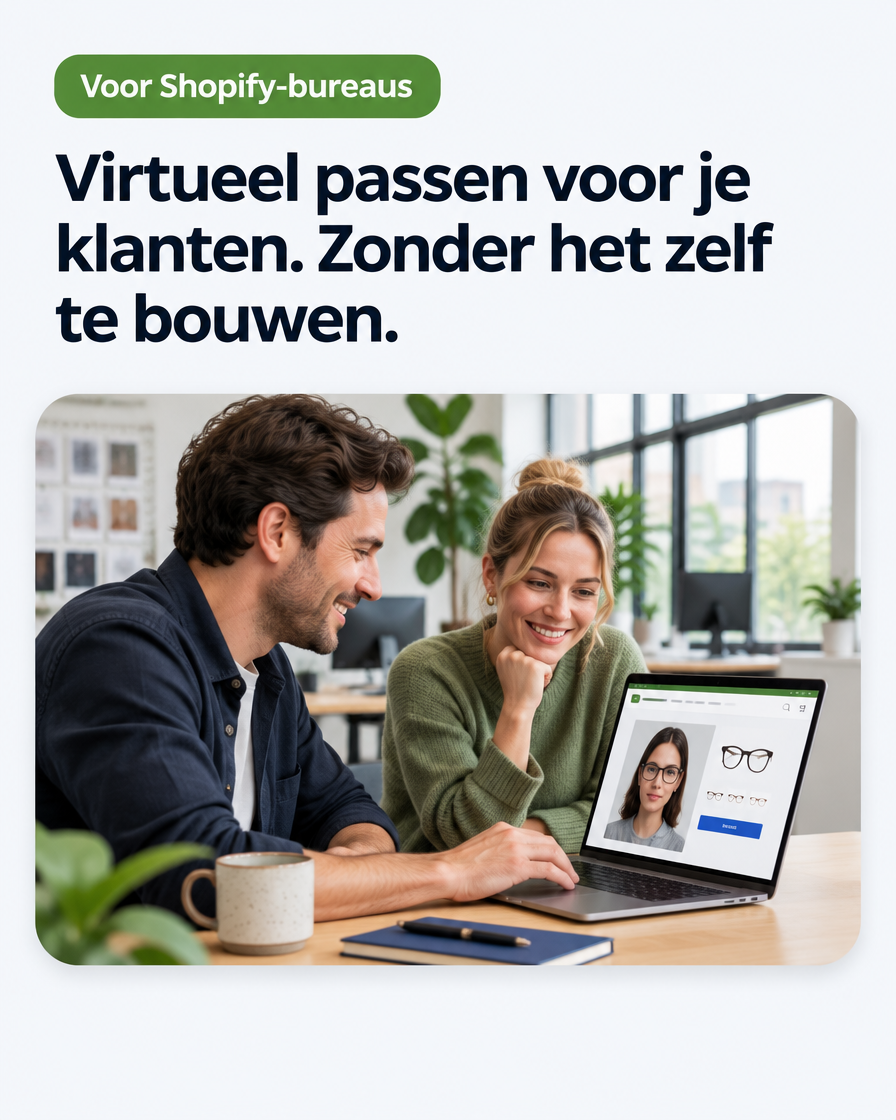 Voor Shopify-bureaus
Virtueel passen voor je
klanten. Zonder het zelf
te bouwen.